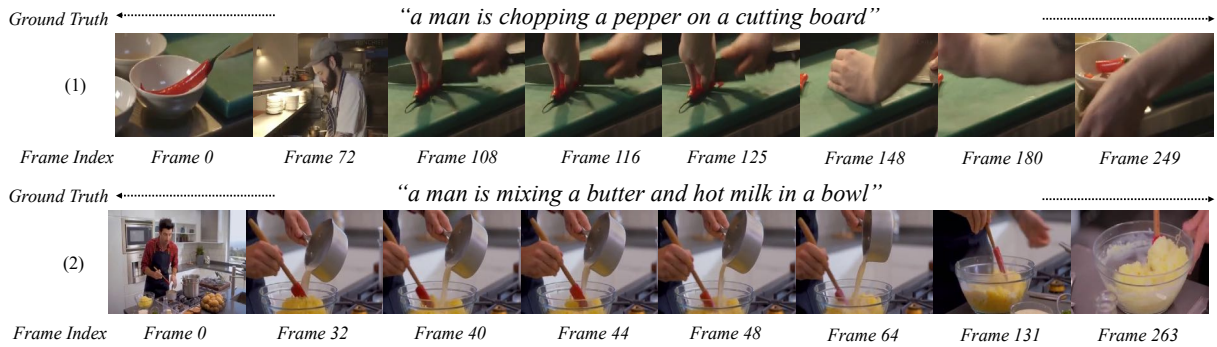 Ground Truth “a man is chopping a pepper on a cutting board”
(1)
Frame Index Frame 0 Frame 72 Frame 108 Frame 116 Frame 125 Frame 148 Frame 180 Frame 249
Ground Truth “a man is mixing a butter and hot milk in a bowl”
(2)
Frame Index Frame 0 Frame 32 Frame 40 Frame 44 Frame 48 Frame 64 Frame 131 Frame 263